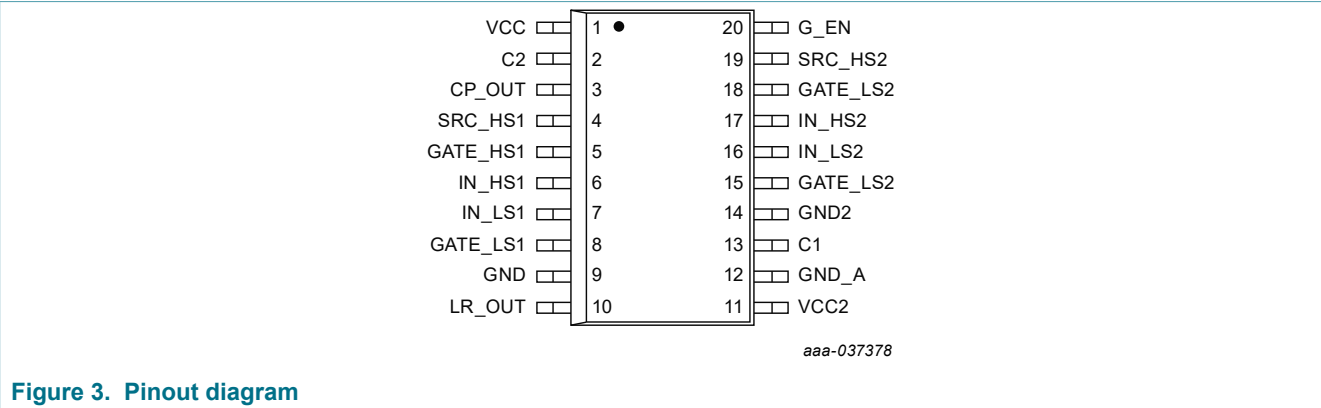 VCC 1 20 G_EN
C2 2 19 SRC_HS2
CP_OUT 3 18 GATE_LS2
SRC_HS1 4 17 IN_HS2
GATE_HS1 5 16 IN_LS2
IN_HS1 6 15 GATE_LS2
IN_LS1 7 14 GND2
GATE_LS1 8 13 C1
GND 9 12 GND_A
LR_OUT 10 11 VCC2
aaa-037378
Figure 3. Pinout diagram